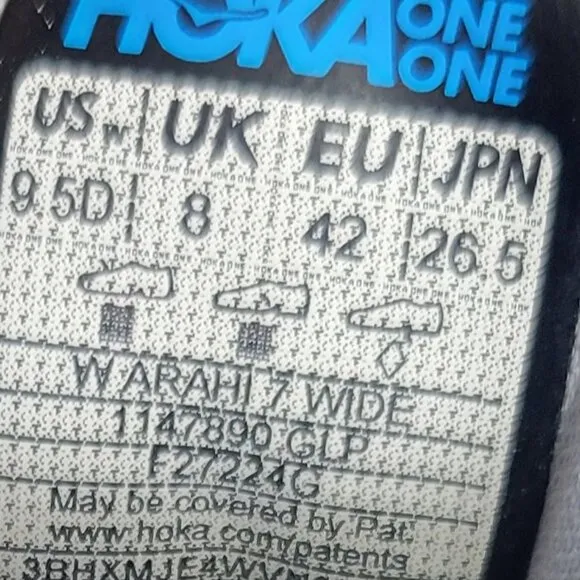 HOKA ONE ONE
US W UK EU JPN
9.5D 8 42 26.5
W ARAHI 7 WIDE
1147890 GLP
F27224G
May be covered by Pat.
www.hoka.com/patents